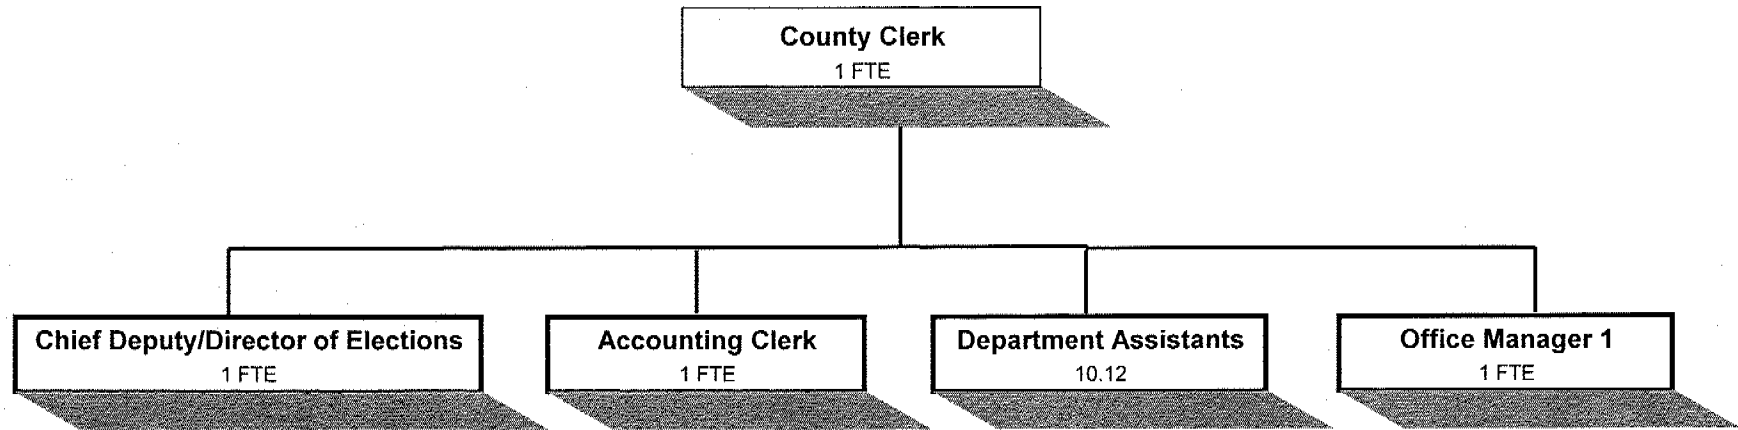 County Clerk
1 FTE
Chief Deputy/Director of Elections
1 FTE
Accounting Clerk
1 FTE
Department Assistants
10.12
Office Manager 1
1 FTE